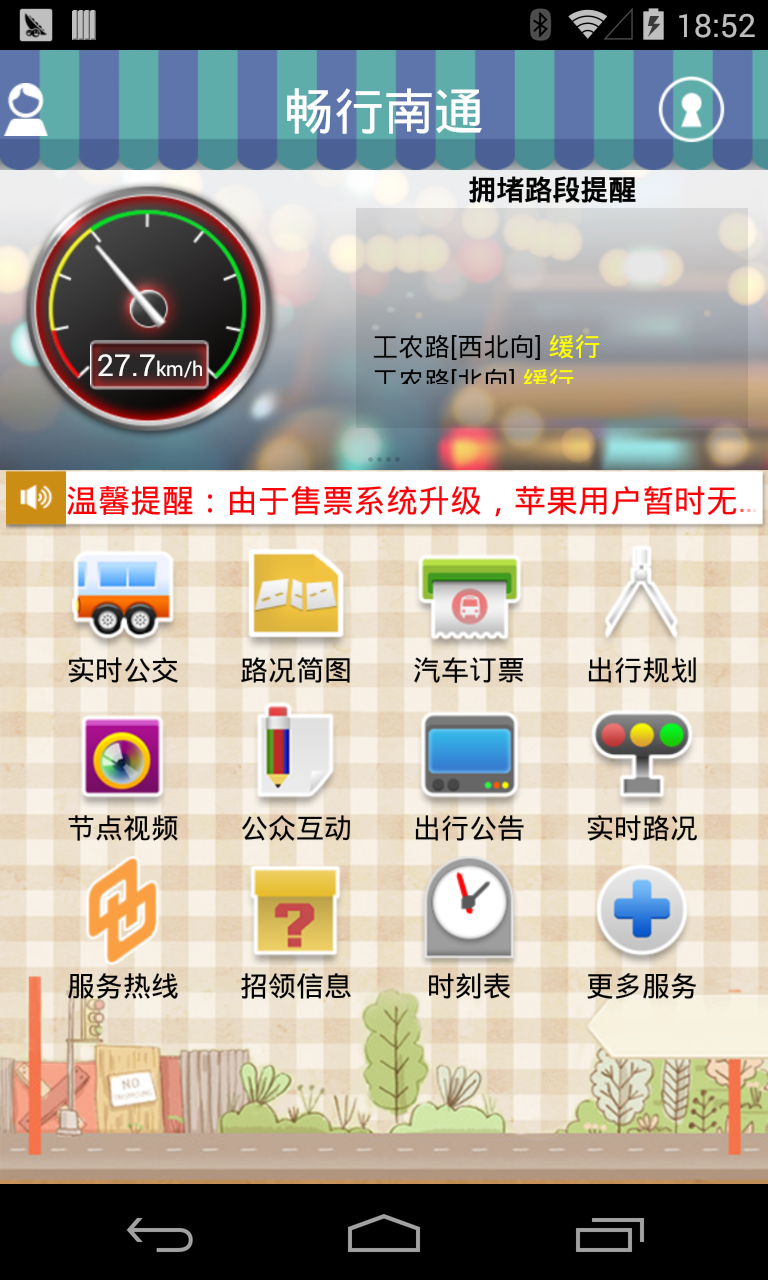 18:52
畅行南通
拥堵路段提醒
工农路[西北向] 缓行
工农路[北向] 缓行
27.7km/h
温馨提醒：由于售票系统升级，苹果用户暂时无...
实时公交 路况简图 汽车订票 出行规划
节点视频 公众互动 出行公告 实时路况
服务热线 招领信息 时刻表 更多服务
NO